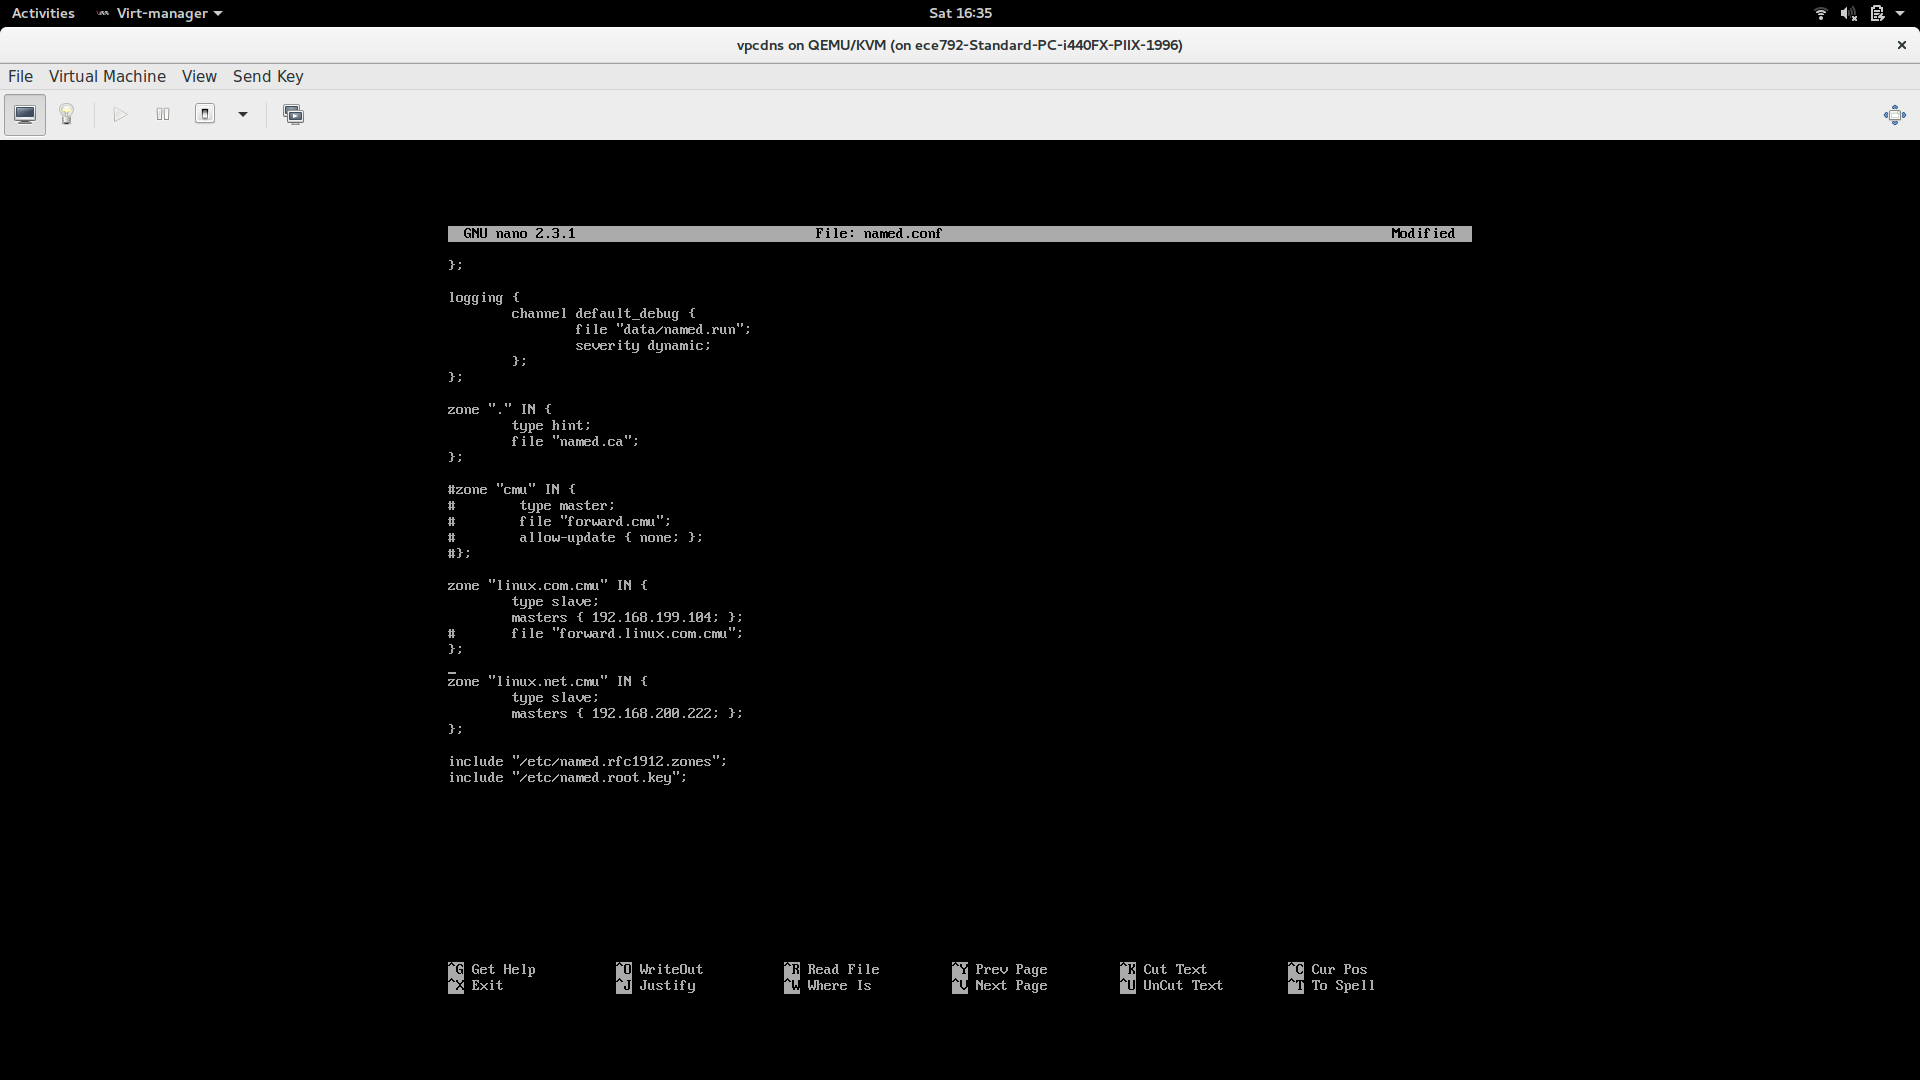 Activities Virt-manager Sat 16:35
vpcdns on QEMU/KVM (on ece792-Standard-PC-i440FX-PIIX-1996)
File Virtual Machine View Send Key
GNU nano 2.3.1 File: named.conf Modified
};
logging {
channel default_debug {
file "data/named.run";
severity dynamic;
};
};
zone "." IN {
type hint;
file "named.ca";
};
#zone "cmu" IN {
# type master;
# file "forward.cmu";
# allow-update { none; };
#};
zone "linux.com.cmu" IN {
type slave;
masters { 192.168.199.104; };
# file "forward.linux.com.cmu";
};
zone "linux.net.cmu" IN {
type slave;
masters { 192.168.200.222; };
};
include "/etc/named.rfc1912.zones";
include "/etc/named.root.key";
^G Get Help ^O WriteOut ^R Read File ^Y Prev Page ^K Cut Text ^C Cur Pos
^X Exit ^J Justify ^W Where Is ^V Next Page ^U UnCut Text ^T To Spell